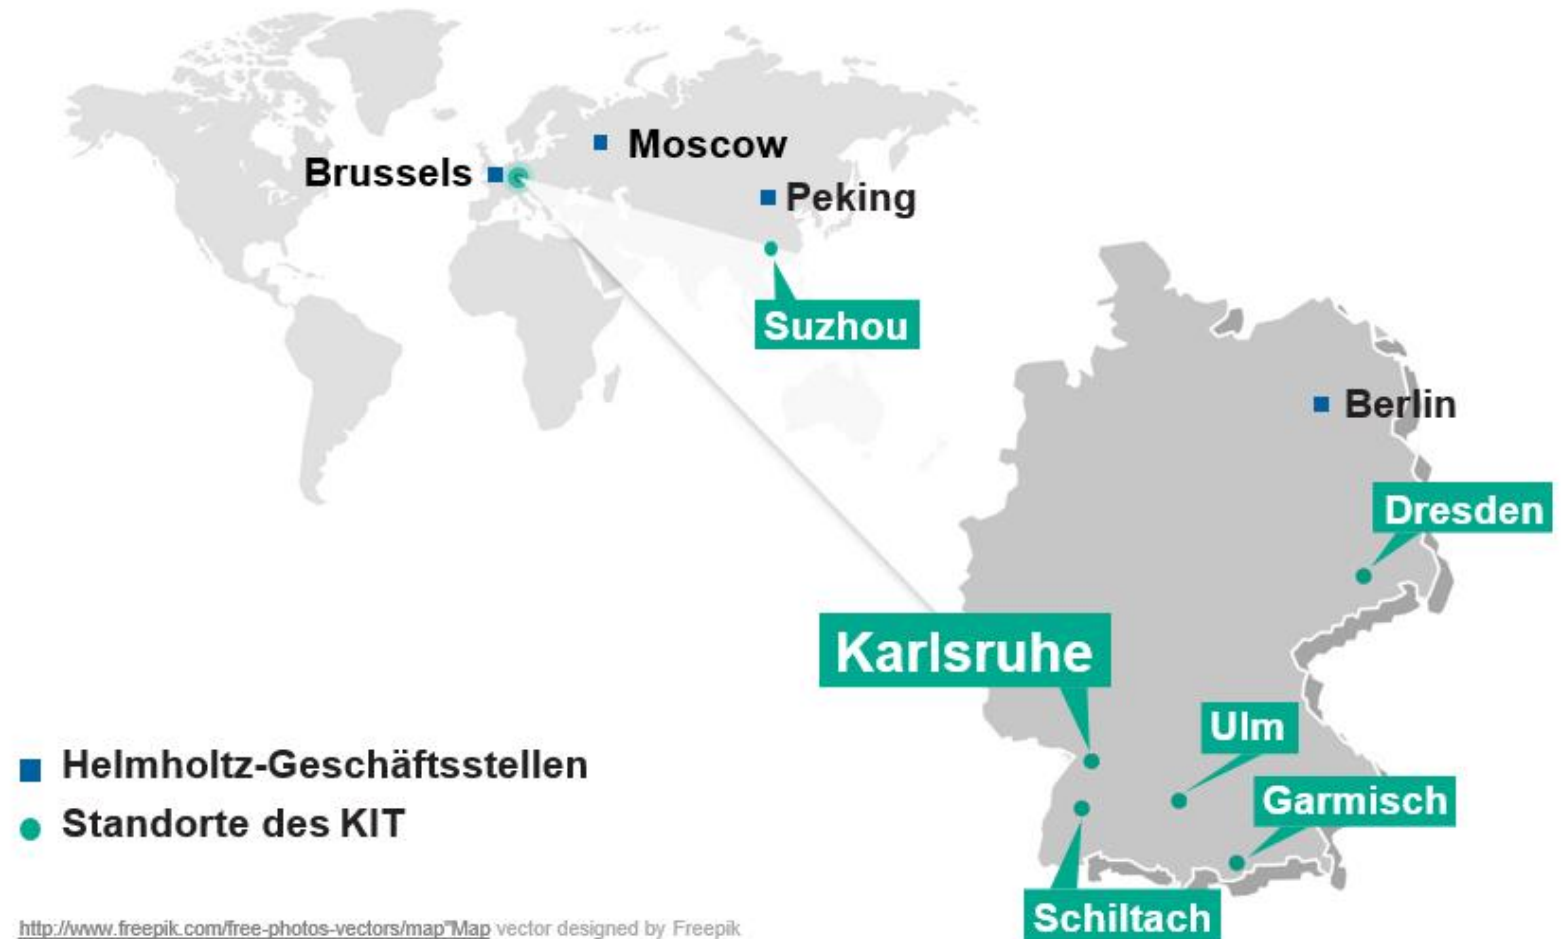 Moscow
Brussels
Peking
Suzhou
Berlin
Dresden
Karlsruhe
Ulm
Helmholtz-Geschäftsstellen
Garmisch
Standorte des KIT
Schiltach
http://www.freepik.com/free-photos-vectors/map"Map vector designed by Freepik